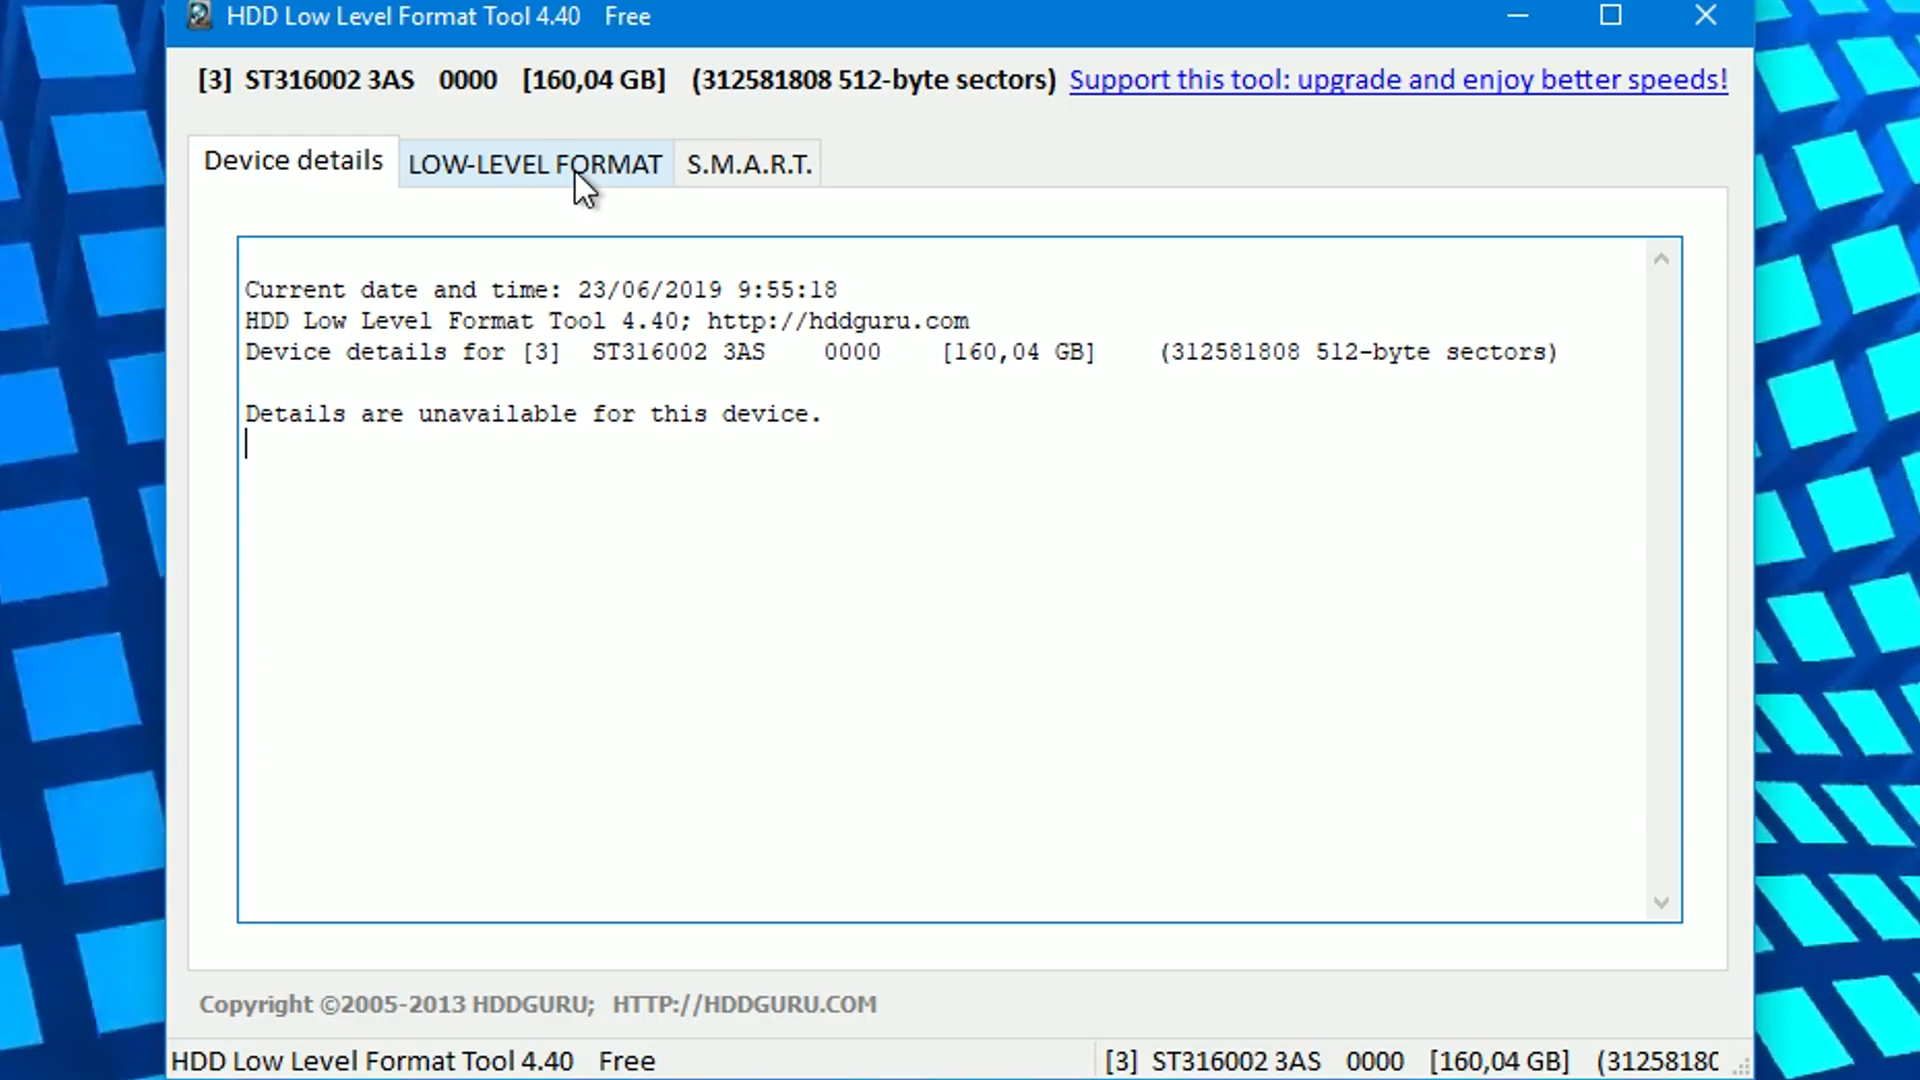 HDD Low Level Format Tool 4.40 Free
[3] ST316002 3AS 0000 [160,04 GB] (312581808 512-byte sectors) Support this tool: upgrade and enjoy better speeds!
Device details LOW-LEVEL FORMAT S.M.A.R.T.
Current date and time: 23/06/2019 9:55:18
HDD Low Level Format Tool 4.40; http://hddguru.com
Device details for [3] ST316002 3AS 0000 [160,04 GB] (312581808 512-byte sectors)
Details are unavailable for this device.
Copyright ©2005-2013 HDDGURU; HTTP://HDDGURU.COM
HDD Low Level Format Tool 4.40 Free [3] ST316002 3AS 0000 [160,04 GB] (31258180